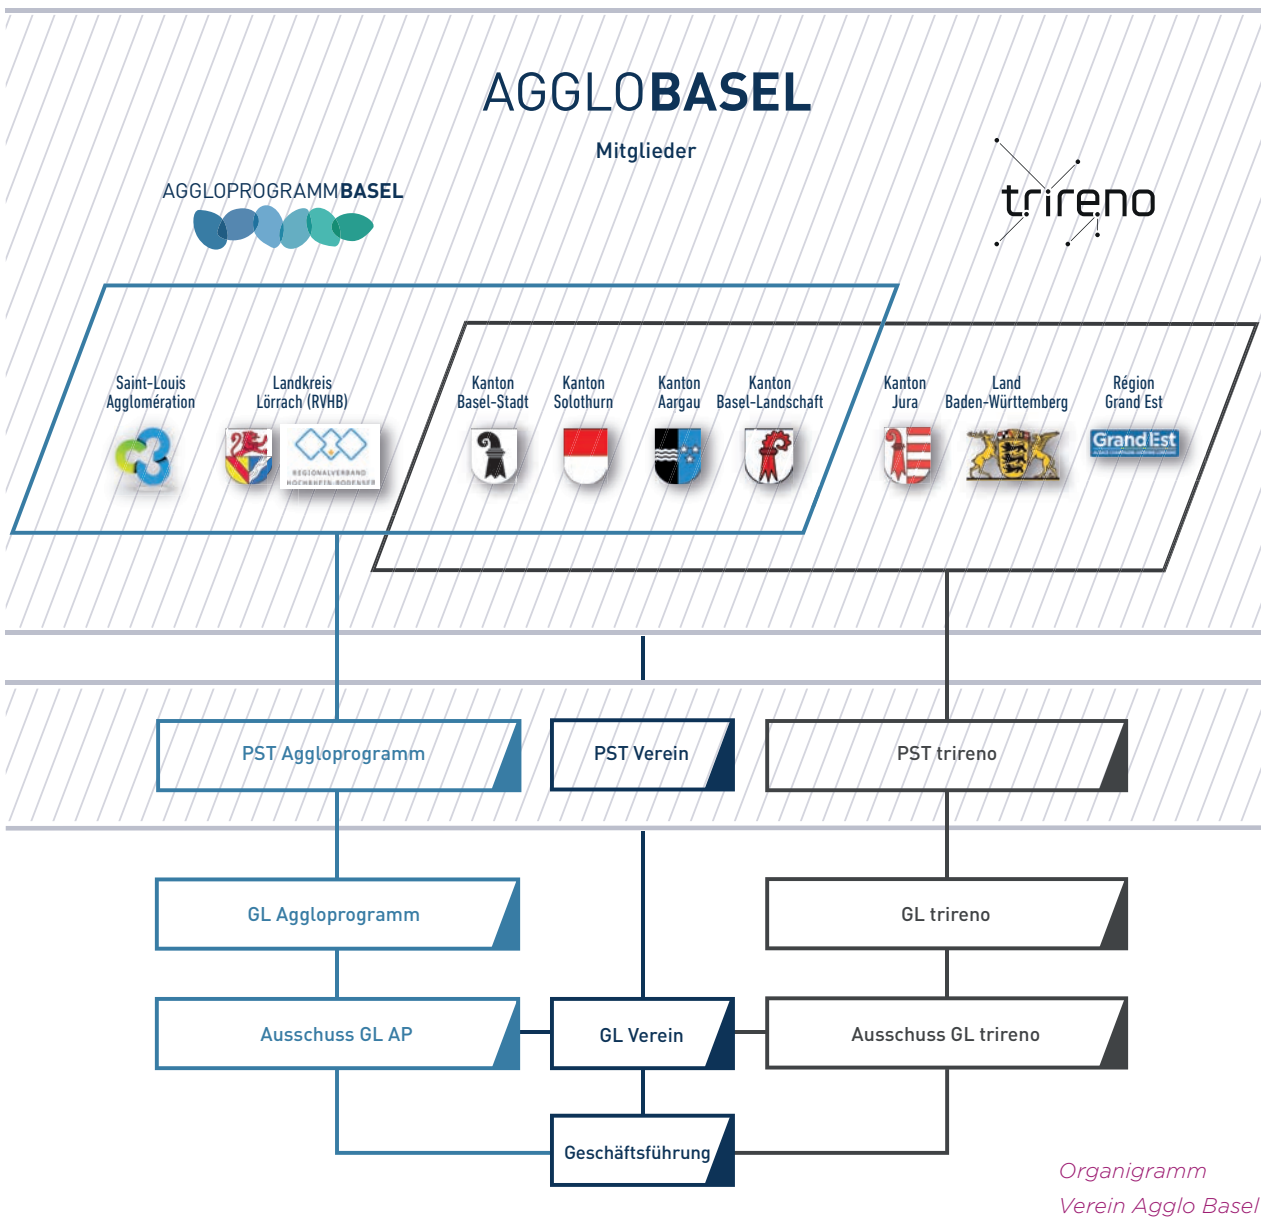 AGGLOBASEL
Mitglieder
AGGLOPROGRAMMBASEL
trireno
Saint-Louis
Agglomération
Landkreis
Lörrach (RVHB)
REGIONALVERBAND
HOCHRHEIN-BODENSEE
Kanton
Basel-Stadt
Kanton
Solothurn
Kanton
Aargau
Kanton
Basel-Landschaft
Kanton
Jura
Land
Baden-Württemberg
Région
Grand Est
Grand Est
PST Aggloprogramm
PST Verein
PST trireno
GL Aggloprogramm
GL trireno
Ausschuss GL AP
GL Verein
Ausschuss GL trireno
Geschäftsführung
Organigramm
Verein Agglo Basel